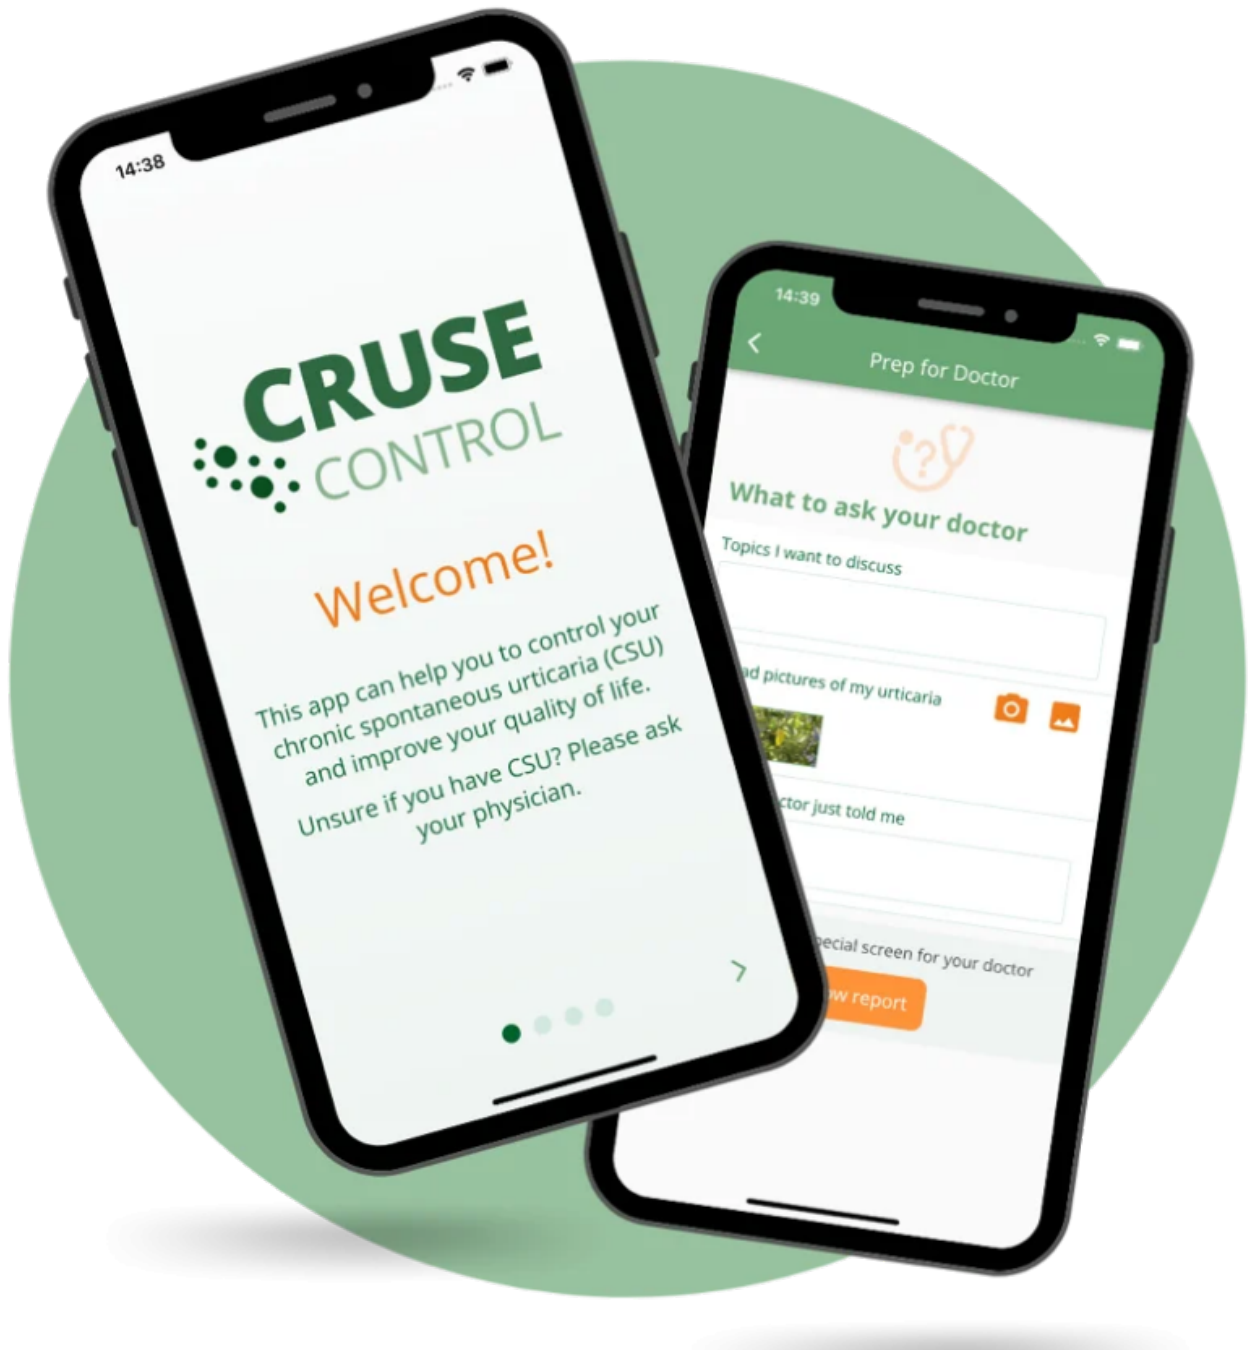 14:38
CRUSE
CONTROL
Welcome!
This app can help you to control your
chronic spontaneous urticaria (CSU)
and improve your quality of life.
Unsure if you have CSU? Please ask
your physician.
14:39
Prep for Doctor
?
What to ask your doctor
Topics I want to discuss
pictures of my urticaria
just told me
screen for your doctor
report